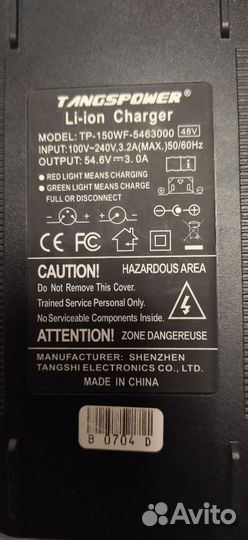 TANGSPOWER®
Li-ion Charger
MODEL: TP-150WF-5463000 48V
INPUT:100V~240V,3.2A(MAX.)50/60Hz
OUTPUT: 54.6V⎓3.0A
● RED LIGHT MEANS CHARGING
● GREEN LIGHT MEANS CHARGE
FULL OR DISCONNECT
CE FC
CAUTION! HAZARDOUS AREA
Do Not Remove This Cover.
Trained Service Personal Only.
No Serviceable Components Inside.
ATTENTION! ZONE DANGEREUSE
MANUFACTURER: SHENZHEN
TANGSHI ELECTRONICS CO., LTD.
MADE IN CHINA
B 0704 D
Avito